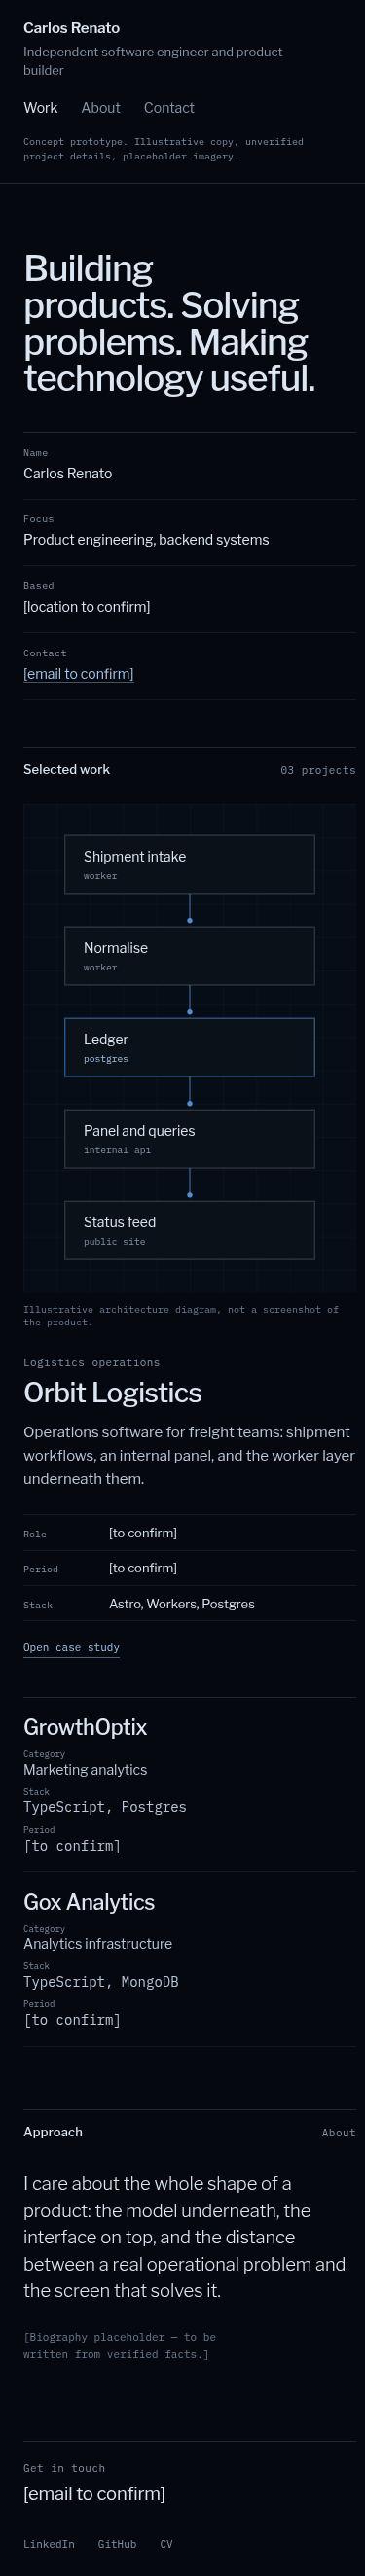 Carlos Renato
Independent software engineer and product
builder
Work About Contact
Concept prototype. Illustrative copy, unverified
project details, placeholder imagery.
Building
products. Solving
problems. Making
technology useful.
Name
Carlos Renato
Focus
Product engineering, backend systems
Based
[location to confirm]
Contact
[email to confirm]
Selected work 03 projects
Shipment intake
worker
Normalise
worker
Ledger
postgres
Panel and queries
internal api
Status feed
public site
Illustrative architecture diagram, not a screenshot of
the product.
Logistics operations
Orbit Logistics
Operations software for freight teams: shipment
workflows, an internal panel, and the worker layer
underneath them.
Role [to confirm]
Period [to confirm]
Stack Astro, Workers, Postgres
Open case study
GrowthOptix
Category
Marketing analytics
Stack
TypeScript, Postgres
Period
[to confirm]
Gox Analytics
Category
Analytics infrastructure
Stack
TypeScript, MongoDB
Period
[to confirm]
Approach About
I care about the whole shape of a
product: the model underneath, the
interface on top, and the distance
between a real operational problem and
the screen that solves it.
[Biography placeholder — to be
written from verified facts.]
Get in touch
[email to confirm]
LinkedIn GitHub CV